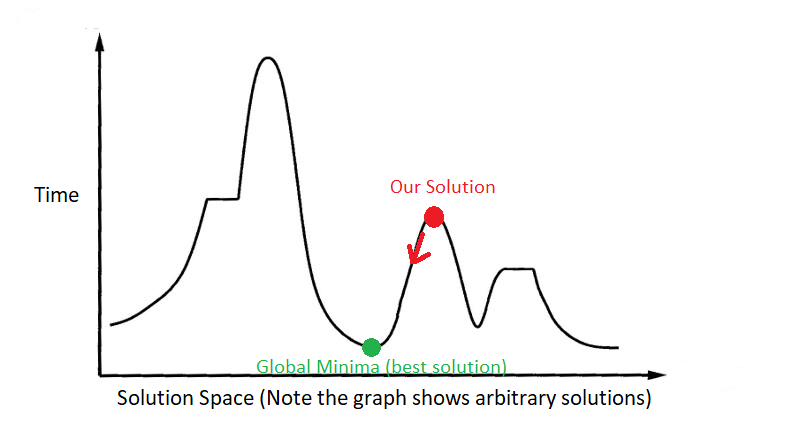 Our Solution
Time
Global Minima (best solution)
Solution Space (Note the graph shows arbitrary solutions)